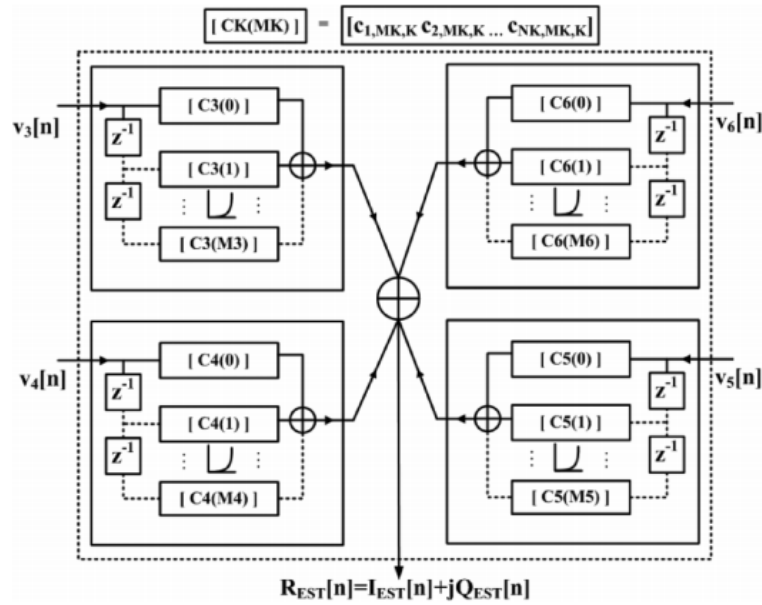 [ CK(MK) ] = [c1,MK,K c2,MK,K ... cNK,MK,K]
v3[n]
z-1
z-1
[ C3(0) ]
[ C3(1) ]
[ C3(M3) ]
[ C6(0) ]
[ C6(1) ]
[ C6(M6) ]
z-1
z-1
v6[n]
v4[n]
z-1
z-1
[ C4(0) ]
[ C4(1) ]
[ C4(M4) ]
[ C5(0) ]
[ C5(1) ]
[ C5(M5) ]
z-1
z-1
v5[n]
REST[n]=IEST[n]+jQEST[n]